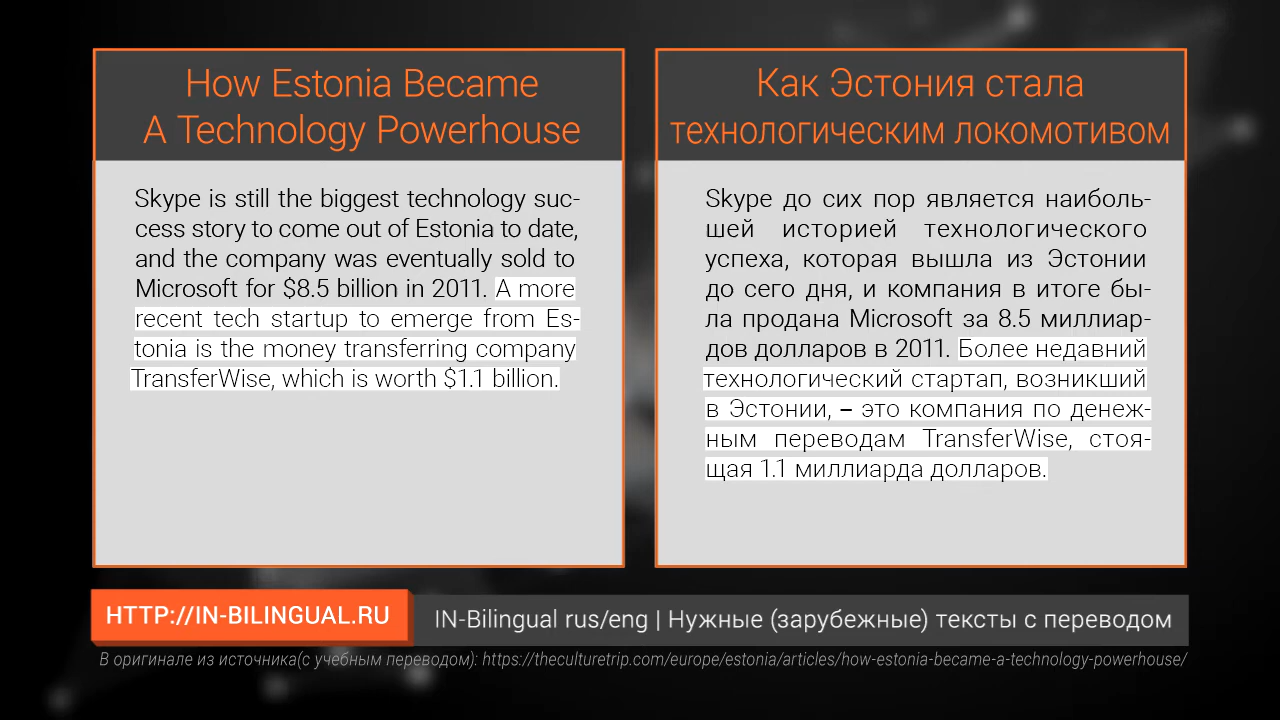 How Estonia Became
A Technology Powerhouse
Skype is still the biggest technology suc-
cess story to come out of Estonia to date,
and the company was eventually sold to
Microsoft for $8.5 billion in 2011. A more
recent tech startup to emerge from Es-
tonia is the money transferring company
TransferWise, which is worth $1.1 billion.
Как Эстония стала
технологическим локомотивом
Skype до сих пор является наиболь-
шей историей технологического
успеха, которая вышла из Эстонии
до сего дня, и компания в итоге бы-
ла продана Microsoft за 8.5 миллиар-
дов долларов в 2011. Более недавний
технологический стартап, возникший
в Эстонии, – это компания по денеж-
ным переводам TransferWise, стоя-
щая 1.1 миллиарда долларов.
HTTP://IN-BILINGUAL.RU
IN-Bilingual rus/eng | Нужные (зарубежные) тексты с переводом
В оригинале из источника(с учебным переводом): https://theculturetrip.com/europe/estonia/articles/how-estonia-became-a-technology-powerhouse/